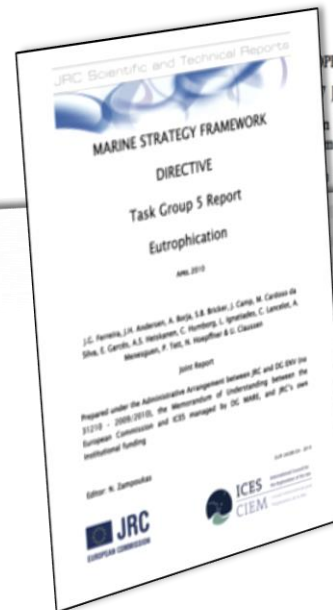 JRC Scientific and Technical Reports
MARINE STRATEGY FRAMEWORK
DIRECTIVE
Task Group 5 Report
Eutrophication
APRIL 2010
J.G. Ferreira, J.H. Andersen, A. Borja, S.B. Bricker, J. Camp, M. Cardoso da
Silva, E. Garcés, A.S. Heiskanen, C. Humborg, L. Ignatiades, C. Lancelot, A.
Menesguen, P. Tett, N. Hoepffner & U. Claussen
Joint Report
Prepared under the Administrative Arrangement between JRC and DG ENV (no
31210 – 2009/2010), the Memorandum of Understanding between the
European Commission and ICES managed by DG MARE, and JRC's own
institutional funding
Editor: N. Zampoukas
JRC
EUROPEAN COMMISSION
ICES
CIEM